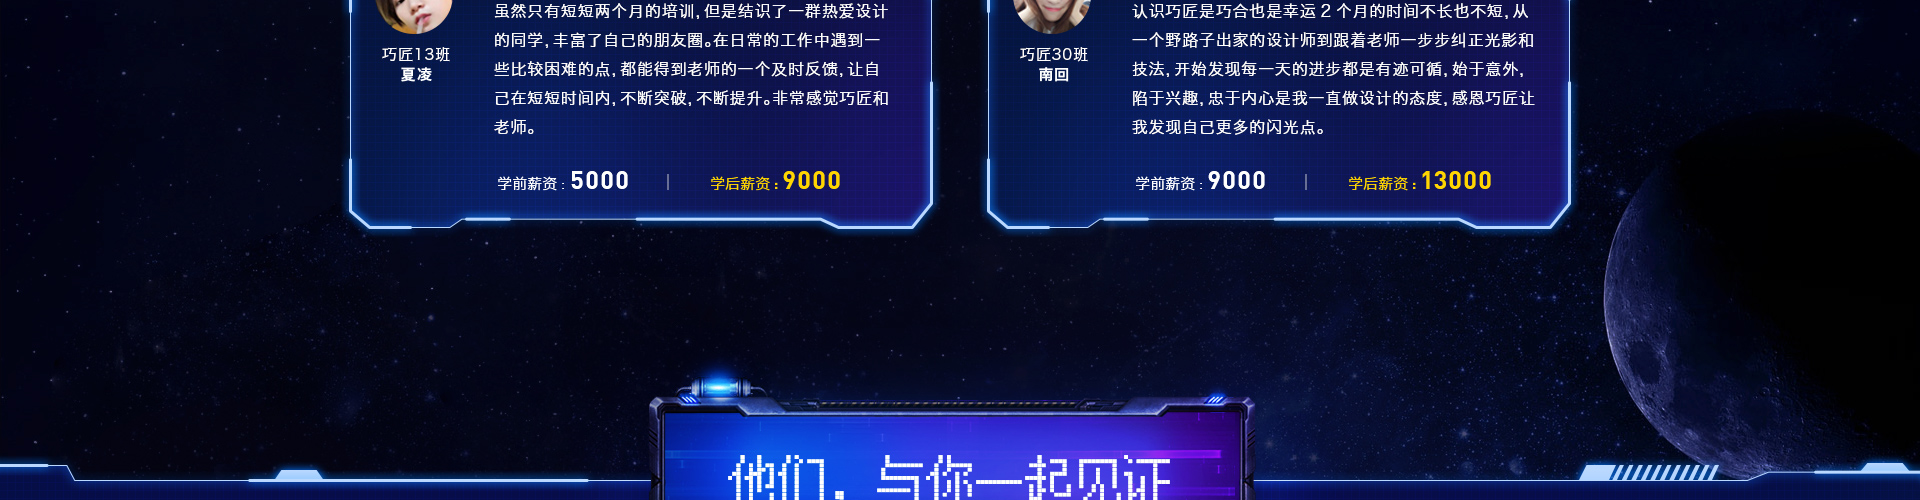 虽然只有短短两个月的培训，但是结识了一群热爱设计
的同学，丰富了自己的朋友圈。在日常的工作中遇到一
些比较困难的点，都能得到老师的一个及时反馈，让自
己在短短时间内，不断突破，不断提升。非常感觉巧匠和
老师。
巧匠13班
夏凌
学前薪资：5000 | 学后薪资：9000
认识巧匠是巧合也是幸运 2 个月的时间不长也不短，从
一个野路子出家的设计师到跟着老师一步步纠正光影和
技法，开始发现每一天的进步都是有迹可循，始于意外，
陷于兴趣，忠于内心是我一直做设计的态度，感恩巧匠让
我发现自己更多的闪光点。
巧匠30班
南回
学前薪资：9000 | 学后薪资：13000
他们，与你一起见证